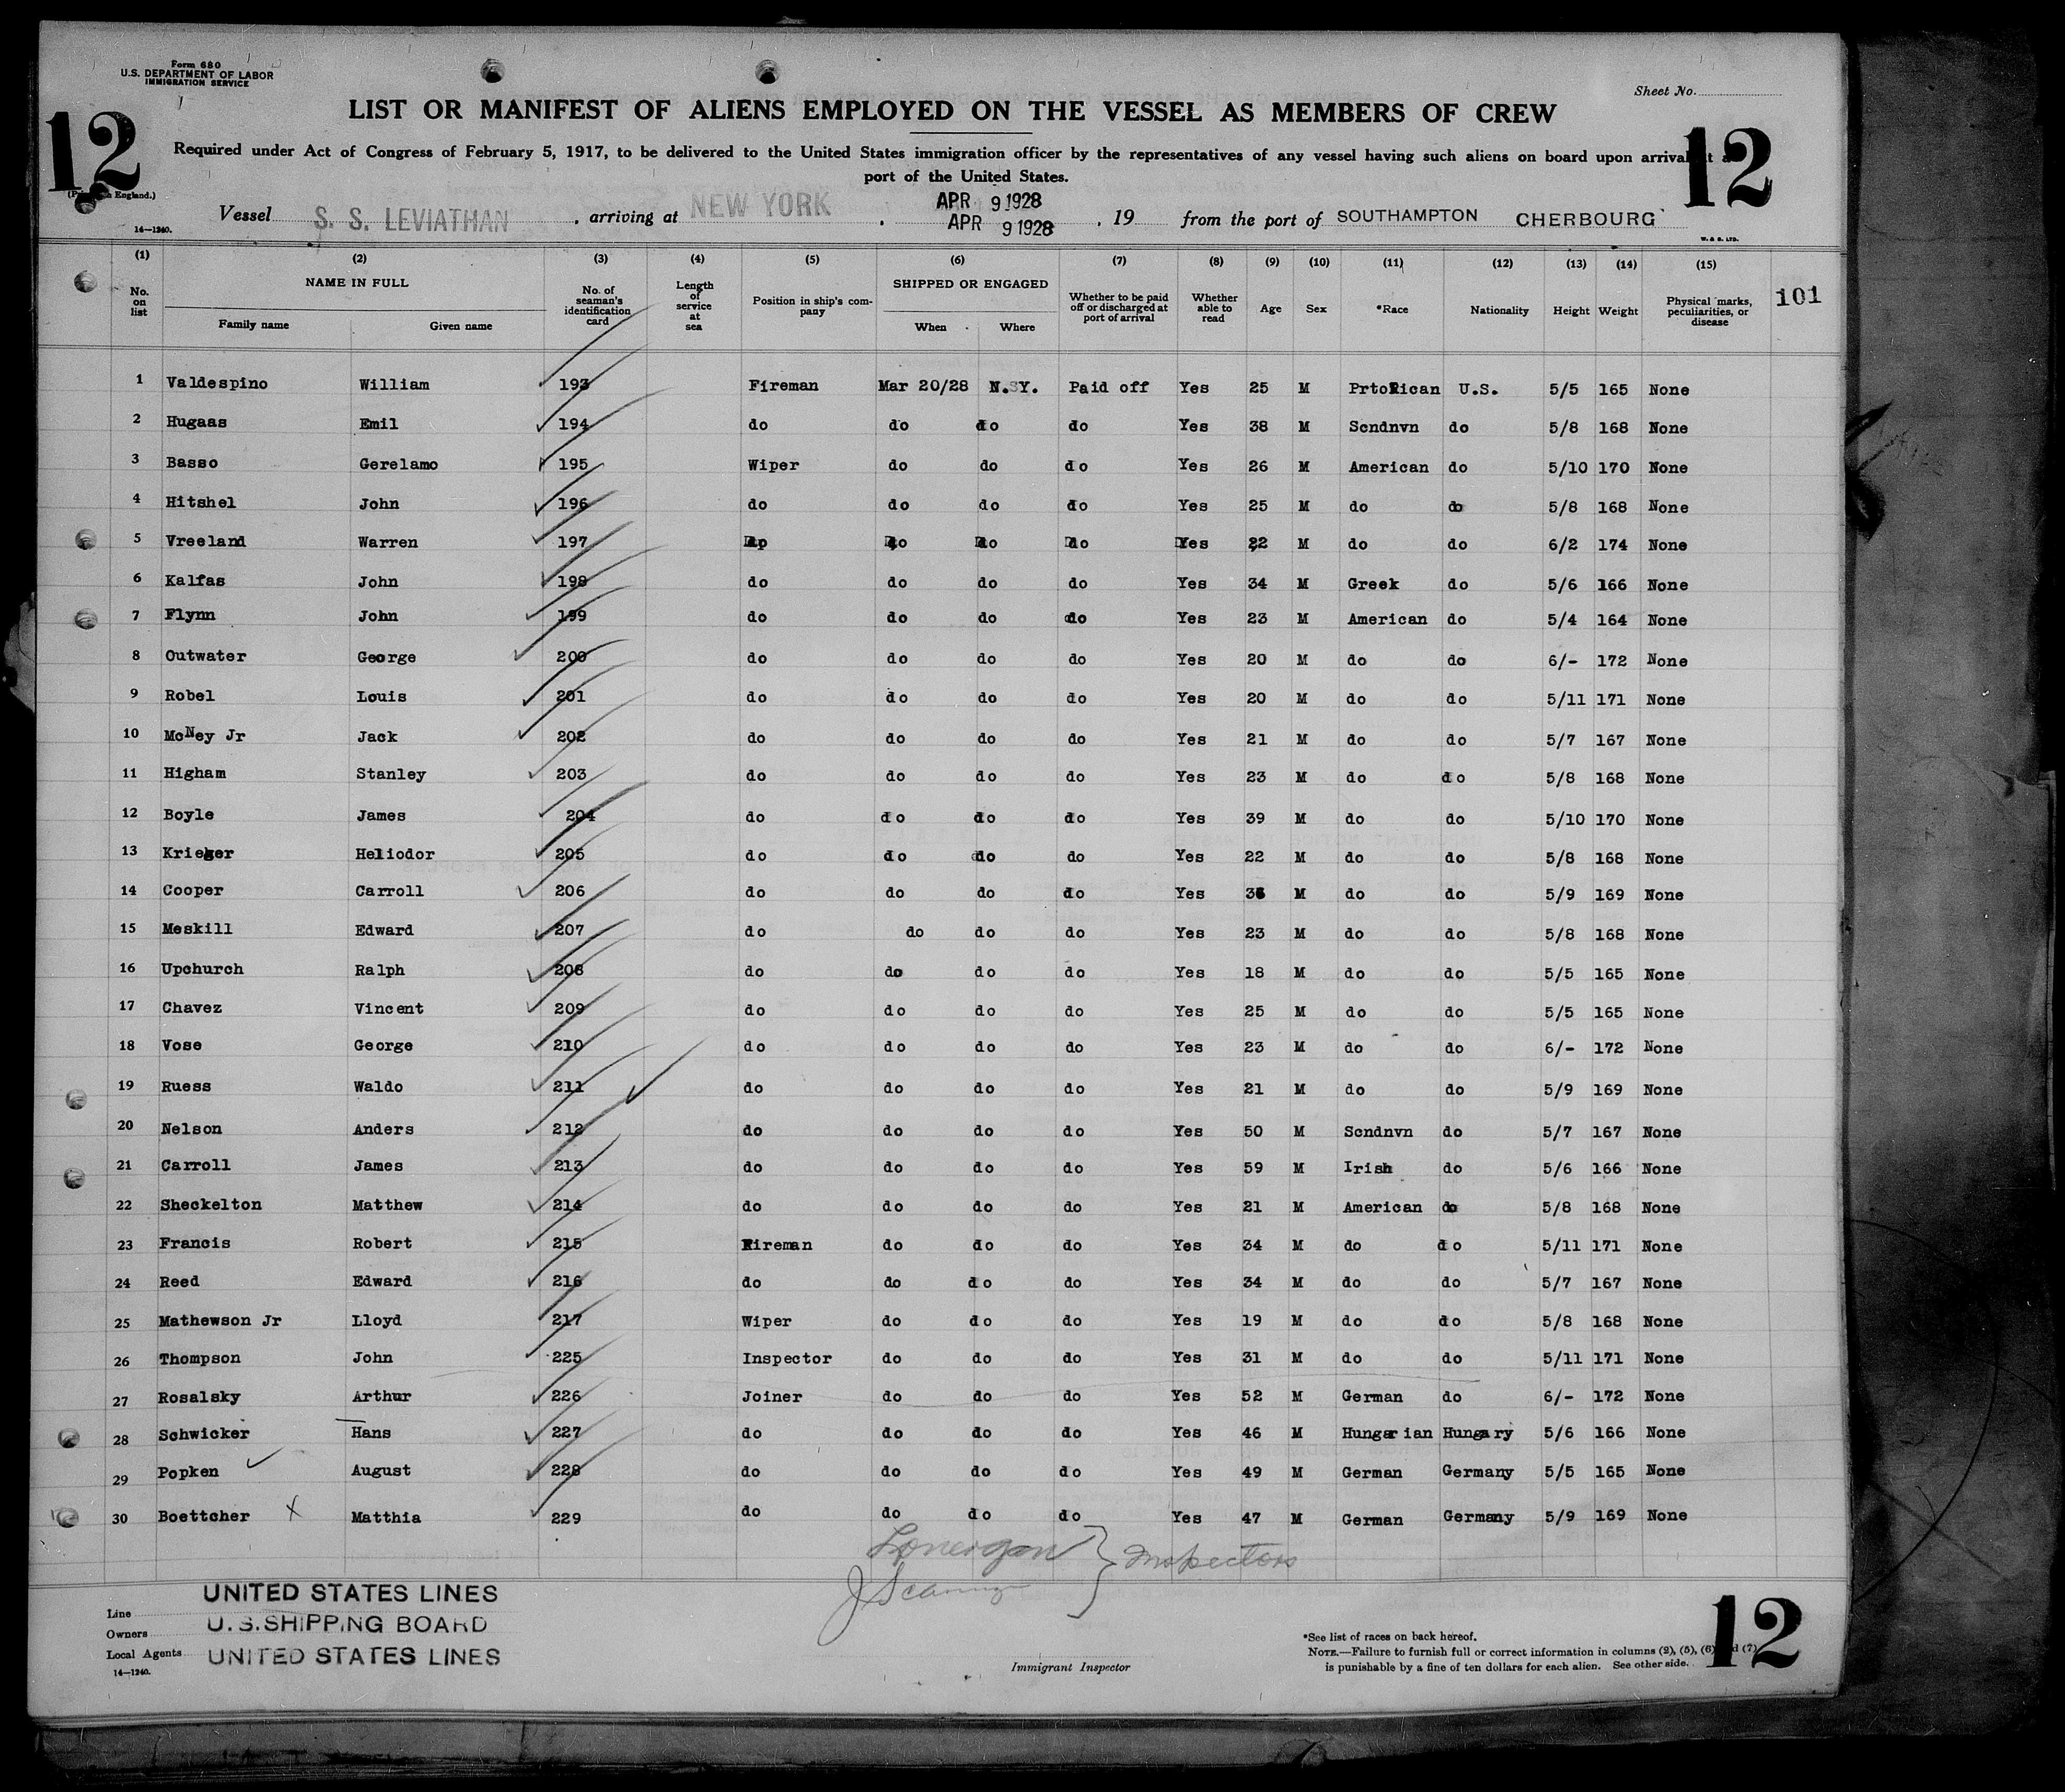 Form 680
U.S. DEPARTMENT OF LABOR
IMMIGRATION SERVICE
Sheet No.
12 12
LIST OR MANIFEST OF ALIENS EMPLOYED ON THE VESSEL AS MEMBERS OF CREW
Required under Act of Congress of February 5, 1917, to be delivered to the United States immigration officer by the representatives of any vessel having such aliens on board upon arrival at a
port of the United States.
Vessel S. S. LEVIATHAN, arriving at NEW YORK, APR 9 1928, 19 from the port of SOUTHAMPTON CHERBOURG
APR 9 1928
14—1240. W. & S. LTD.
(1) (2) (3) (4) (5) (6) (7) (8) (9) (10) (11) (12) (13) (14) (15)
No. on list NAME IN FULL Family name Given name No. of seaman's identification card Length of service at sea Position in ship's company SHIPPED OR ENGAGED When Where Whether to be paid off or discharged at port of arrival Whether able to read Age Sex *Race Nationality Height Weight Physical marks, peculiarities, or disease 101
1 Valdespino William 193 Fireman Mar 20/28 N.Y. Paid off Yes 25 M PrtoRican U.S. 5/5 165 None
2 Hugaas Emil 194 do do do do Yes 38 M Scndnvn do 5/8 168 None
3 Basso Gerelamo 195 Wiper do do do Yes 26 M American do 5/10 170 None
4 Hitshel John 196 do do do do Yes 25 M do do 5/8 168 None
5 Vreeland Warren 197 do do do do Yes 22 M do do 6/2 174 None
6 Kalfas John 198 do do do do Yes 34 M Greek do 5/6 166 None
7 Flynn John 199 do do do do Yes 23 M American do 5/4 164 None
8 Outwater George 200 do do do do Yes 20 M do do 6/- 172 None
9 Robel Louis 201 do do do do Yes 20 M do do 5/11 171 None
10 McNey Jr Jack 202 do do do do Yes 21 M do do 5/7 167 None
11 Higham Stanley 203 do do do do Yes 23 M do do 5/8 168 None
12 Boyle James 204 do do do do Yes 39 M do do 5/10 170 None
13 Krieger Heliodor 205 do do do do Yes 22 M do do 5/8 168 None
14 Cooper Carroll 206 do do do do Yes M do do 5/9 169 None
15 Meskill Edward 207 do do do do Yes 23 M do do 5/8 168 None
16 Upchurch Ralph 208 do do do do Yes 18 M do do 5/5 165 None
17 Chavez Vincent 209 do do do do Yes 25 M do do 5/5 165 None
18 Vose George 210 do do do do Yes 23 M do do 6/- 172 None
19 Ruess Waldo 211 do do do do Yes 21 M do do 5/9 169 None
20 Nelson Anders 212 do do do do Yes 50 M Scndnvn do 5/7 167 None
21 Carroll James 213 do do do do Yes 59 M Irish do 5/6 166 None
22 Sheckelton Matthew 214 do do do do Yes 21 M American do 5/8 168 None
23 Francis Robert 215 Fireman do do do Yes 34 M do do 5/11 171 None
24 Reed Edward 216 do do do do Yes 34 M do do 5/7 167 None
25 Mathewson Jr Lloyd 217 Wiper do do do Yes 19 M do do 5/8 168 None
26 Thompson John 225 Inspector do do do Yes 31 M do do 5/11 171 None
27 Rosalsky Arthur 226 Joiner do do do Yes 52 M German do 6/- 172 None
28 Schwicker Hans 227 do do do do Yes 46 M Hungarian Hungary 5/6 166 None
29 Popken August 228 do do do do Yes 49 M German Germany 5/5 165 None
30 Boettcher X Matthia 229 do do do do Yes 47 M German Germany 5/9 169 None
Lonergan } Inspectors
Line UNITED STATES LINES
Owners U.S. SHIPPING BOARD
Local Agents UNITED STATES LINES
14—1240.
Immigrant Inspector
*See list of races on back hereof.
NOTE.—Failure to furnish full or correct information in columns (2), (5), (6) and (7)
is punishable by a fine of ten dollars for each alien. See other side.
12